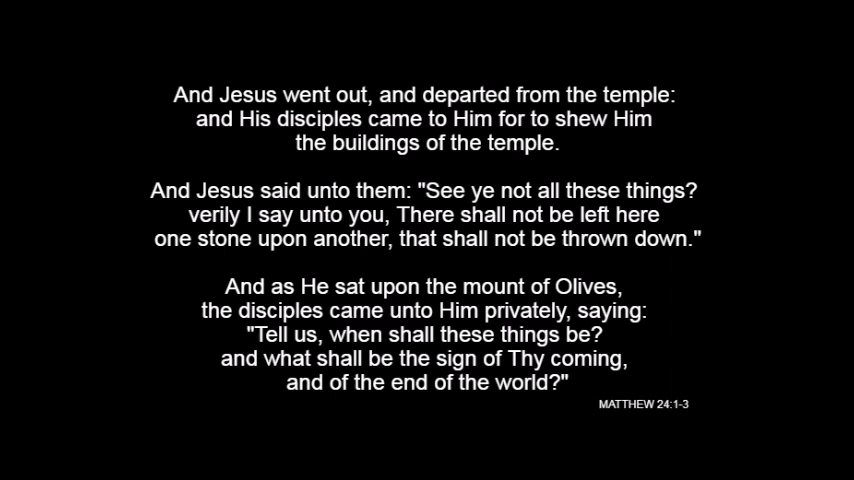 And Jesus went out, and departed from the temple:
and His disciples came to Him for to shew Him
the buildings of the temple.
And Jesus said unto them: "See ye not all these things?
verily I say unto you, There shall not be left here
one stone upon another, that shall not be thrown down."
And as He sat upon the mount of Olives,
the disciples came unto Him privately, saying:
"Tell us, when shall these things be?
and what shall be the sign of Thy coming,
and of the end of the world?"
MATTHEW 24:1-3